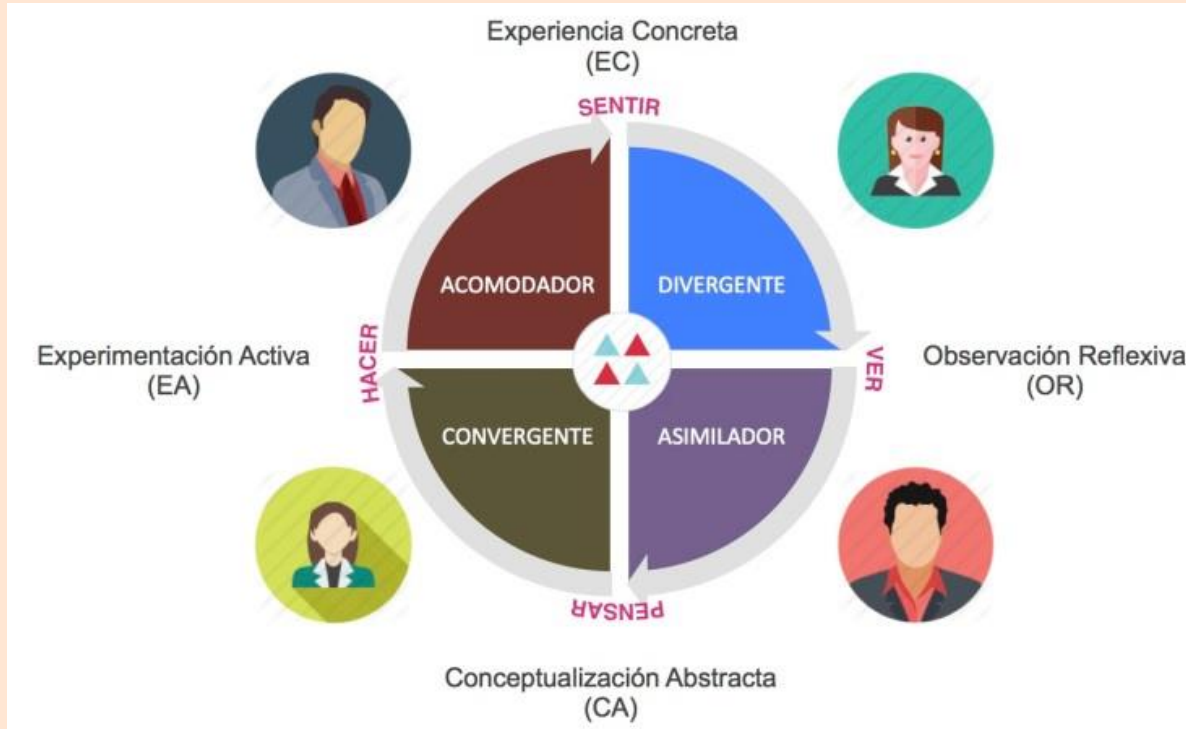 Experiencia Concreta
(EC)
SENTIR
ACOMODADOR
DIVERGENTE
HACER
Experimentación Activa
(EA)
VER
Observación Reflexiva
(OR)
CONVERGENTE
ASIMILADOR
PENSAR
Conceptualización Abstracta
(CA)